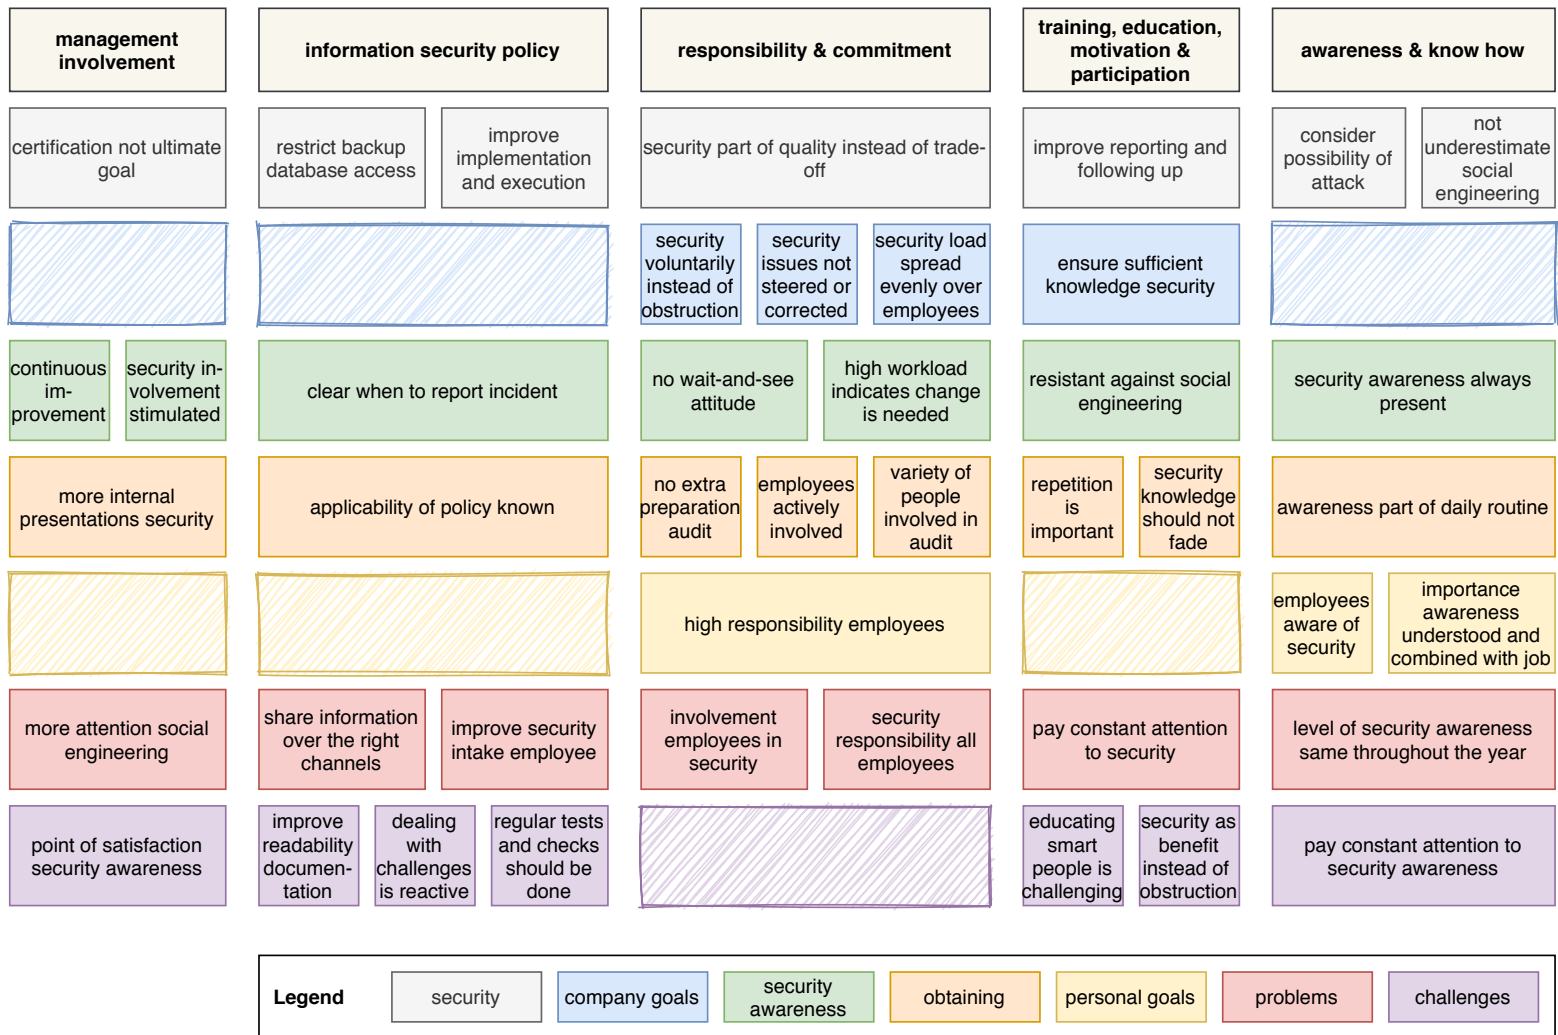 management
involvement
information security policy
responsibility & commitment
training, education,
motivation &
participation
awareness & know how
certification not ultimate
goal
restrict backup
database access
improve
implementation
and execution
security part of quality instead of trade-
off
improve reporting and
following up
consider
possibility of
attack
not
underestimate
social
engineering
security
voluntarily
instead of
obstruction
security
issues not
steered or
corrected
security load
spread
evenly over
employees
ensure sufficient
knowledge security
continuous
im-
provement
security in-
volvement
stimulated
clear when to report incident
no wait-and-see
attitude
high workload
indicates change
is needed
resistant against social
engineering
security awareness always
present
more internal
presentations security
applicability of policy known
no extra
preparation
audit
employees
actively
involved
variety of
people
involved in
audit
repetition
is
important
security
knowledge
should not
fade
awareness part of daily routine
high responsibility employees
employees
aware of
security
importance
awareness
understood and
combined with job
more attention social
engineering
share information
over the right
channels
improve security
intake employee
involvement
employees in
security
security
responsibility all
employees
pay constant attention
to security
level of security awareness
same throughout the year
point of satisfaction
security awareness
improve
readability
documen-
tation
dealing
with
challenges
is reactive
regular tests
and checks
should be
done
educating
smart
people is
challenging
security as
benefit
instead of
obstruction
pay constant attention to
security awareness
Legend
security
company goals
security
awareness
obtaining
personal goals
problems
challenges